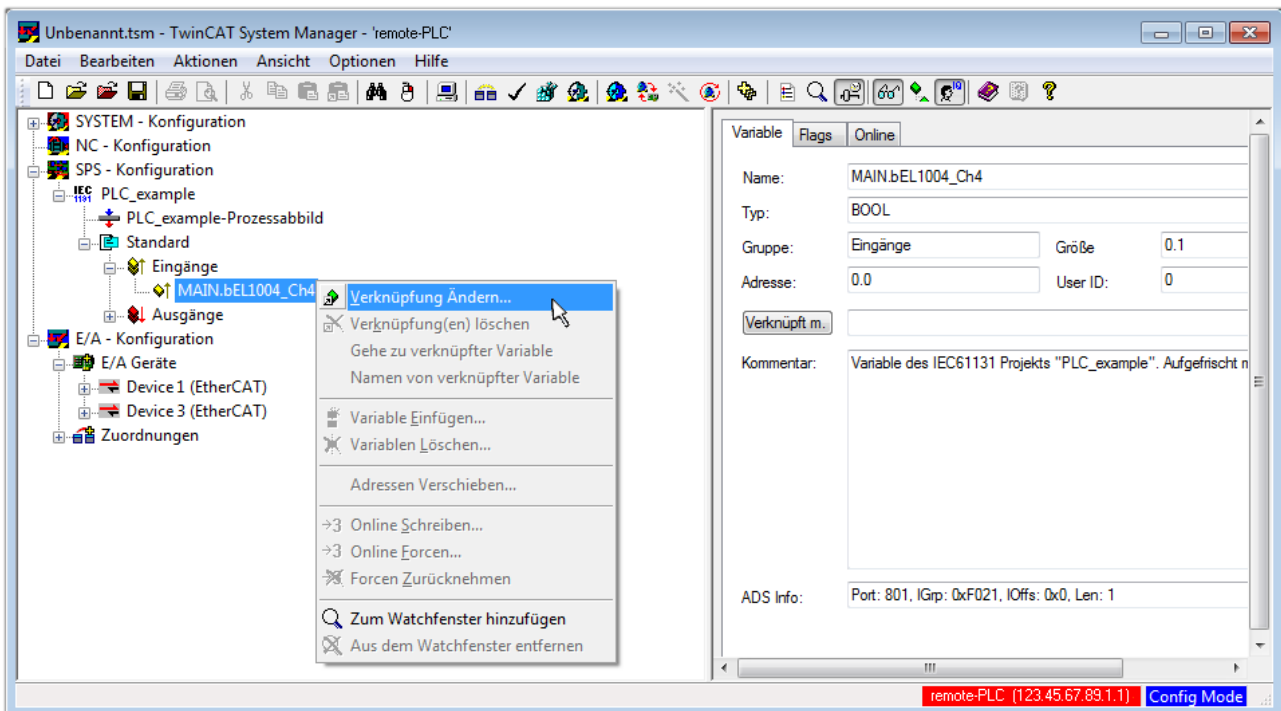 Unbenannt.tsm - TwinCAT System Manager - 'remote-PLC'
Datei Bearbeiten Aktionen Ansicht Optionen Hilfe
SYSTEM - Konfiguration
NC - Konfiguration
SPS - Konfiguration
IEC 1131 PLC_example
PLC_example-Prozessabbild
Standard
Eingänge
MAIN.bEL1004_Ch4
Ausgänge
E/A - Konfiguration
E/A Geräte
Device 1 (EtherCAT)
Device 3 (EtherCAT)
Zuordnungen
Verknüpfung Ändern...
Verknüpfung(en) löschen
Gehe zu verknüpfter Variable
Namen von verknüpfter Variable
Variable Einfügen...
Variablen Löschen...
Adressen Verschieben...
→3 Online Schreiben...
→3 Online Forcen...
Forcen Zurücknehmen
Zum Watchfenster hinzufügen
Aus dem Watchfenster entfernen
Variable Flags Online
Name: MAIN.bEL1004_Ch4
Typ: BOOL
Gruppe: Eingänge Größe 0.1
Adresse: 0.0 User ID: 0
Verknüpft m.
Kommentar: Variable des IEC61131 Projekts "PLC_example". Aufgefrischt m
ADS Info: Port: 801, IGrp: 0xF021, IOffs: 0x0, Len: 1
remote-PLC (123.45.67.89.1.1) Config Mode